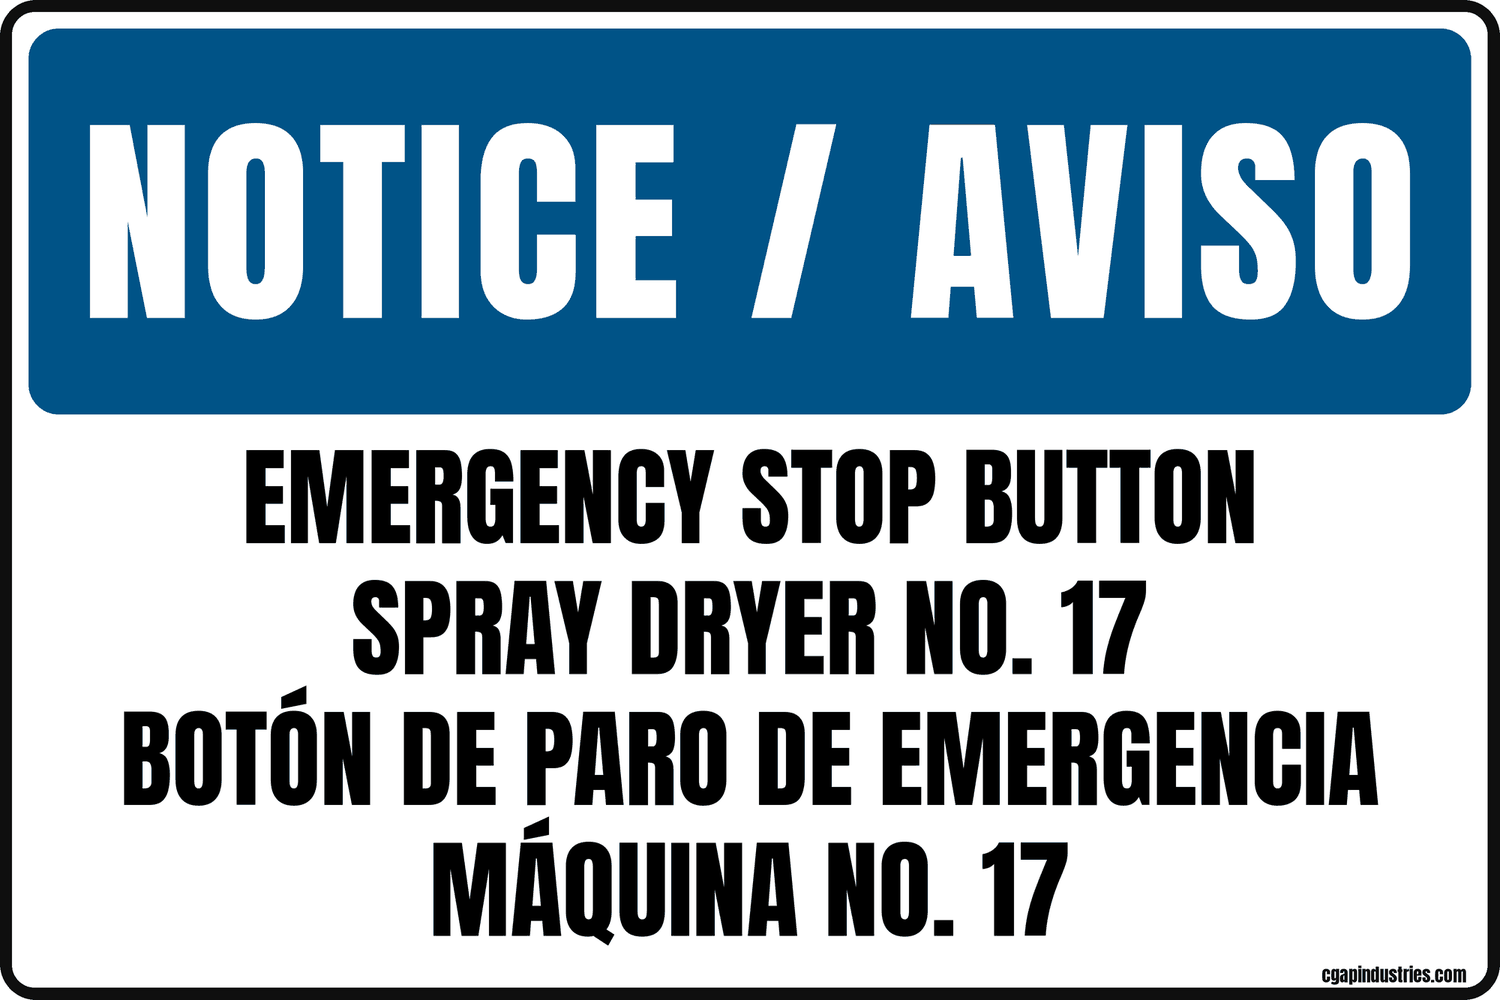 NOTICE / AVISO
EMERGENCY STOP BUTTON
SPRAY DRYER NO. 17
BOTÓN DE PARO DE EMERGENCIA
MÁQUINA NO. 17
cgapindustries.com